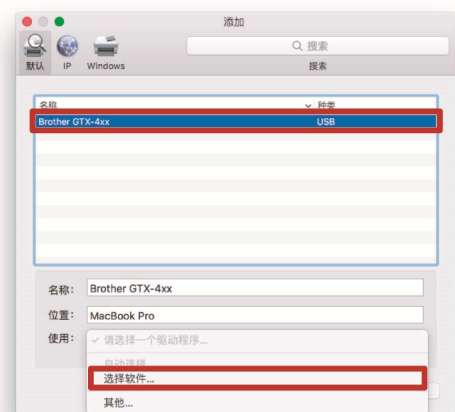 添加
搜索
默认 IP Windows 搜索
名称 种类
Brother GTX-4xx USB
名称： Brother GTX-4xx
位置： MacBook Pro
使用： ✓ 请选择一个驱动程序...
自动选择
选择软件...
其他...